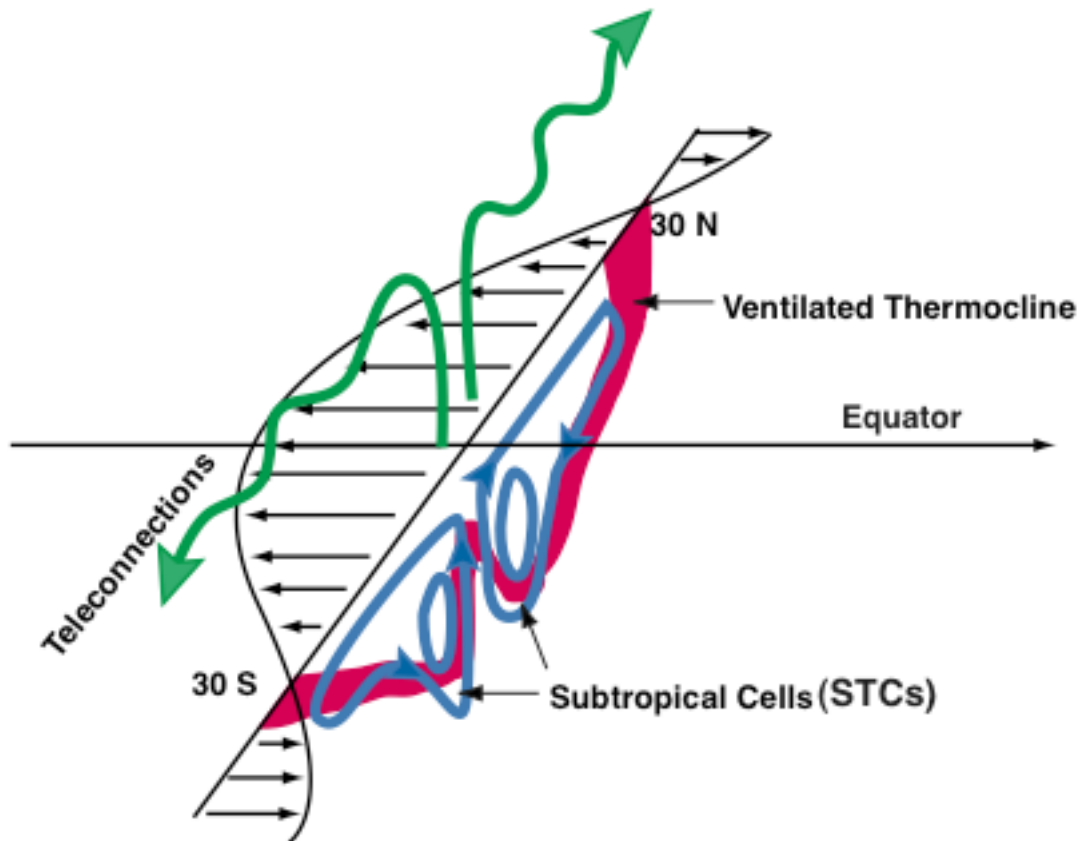 30 N
Ventilated Thermocline
Equator
Teleconnections
30 S
Subtropical Cells (STCs)